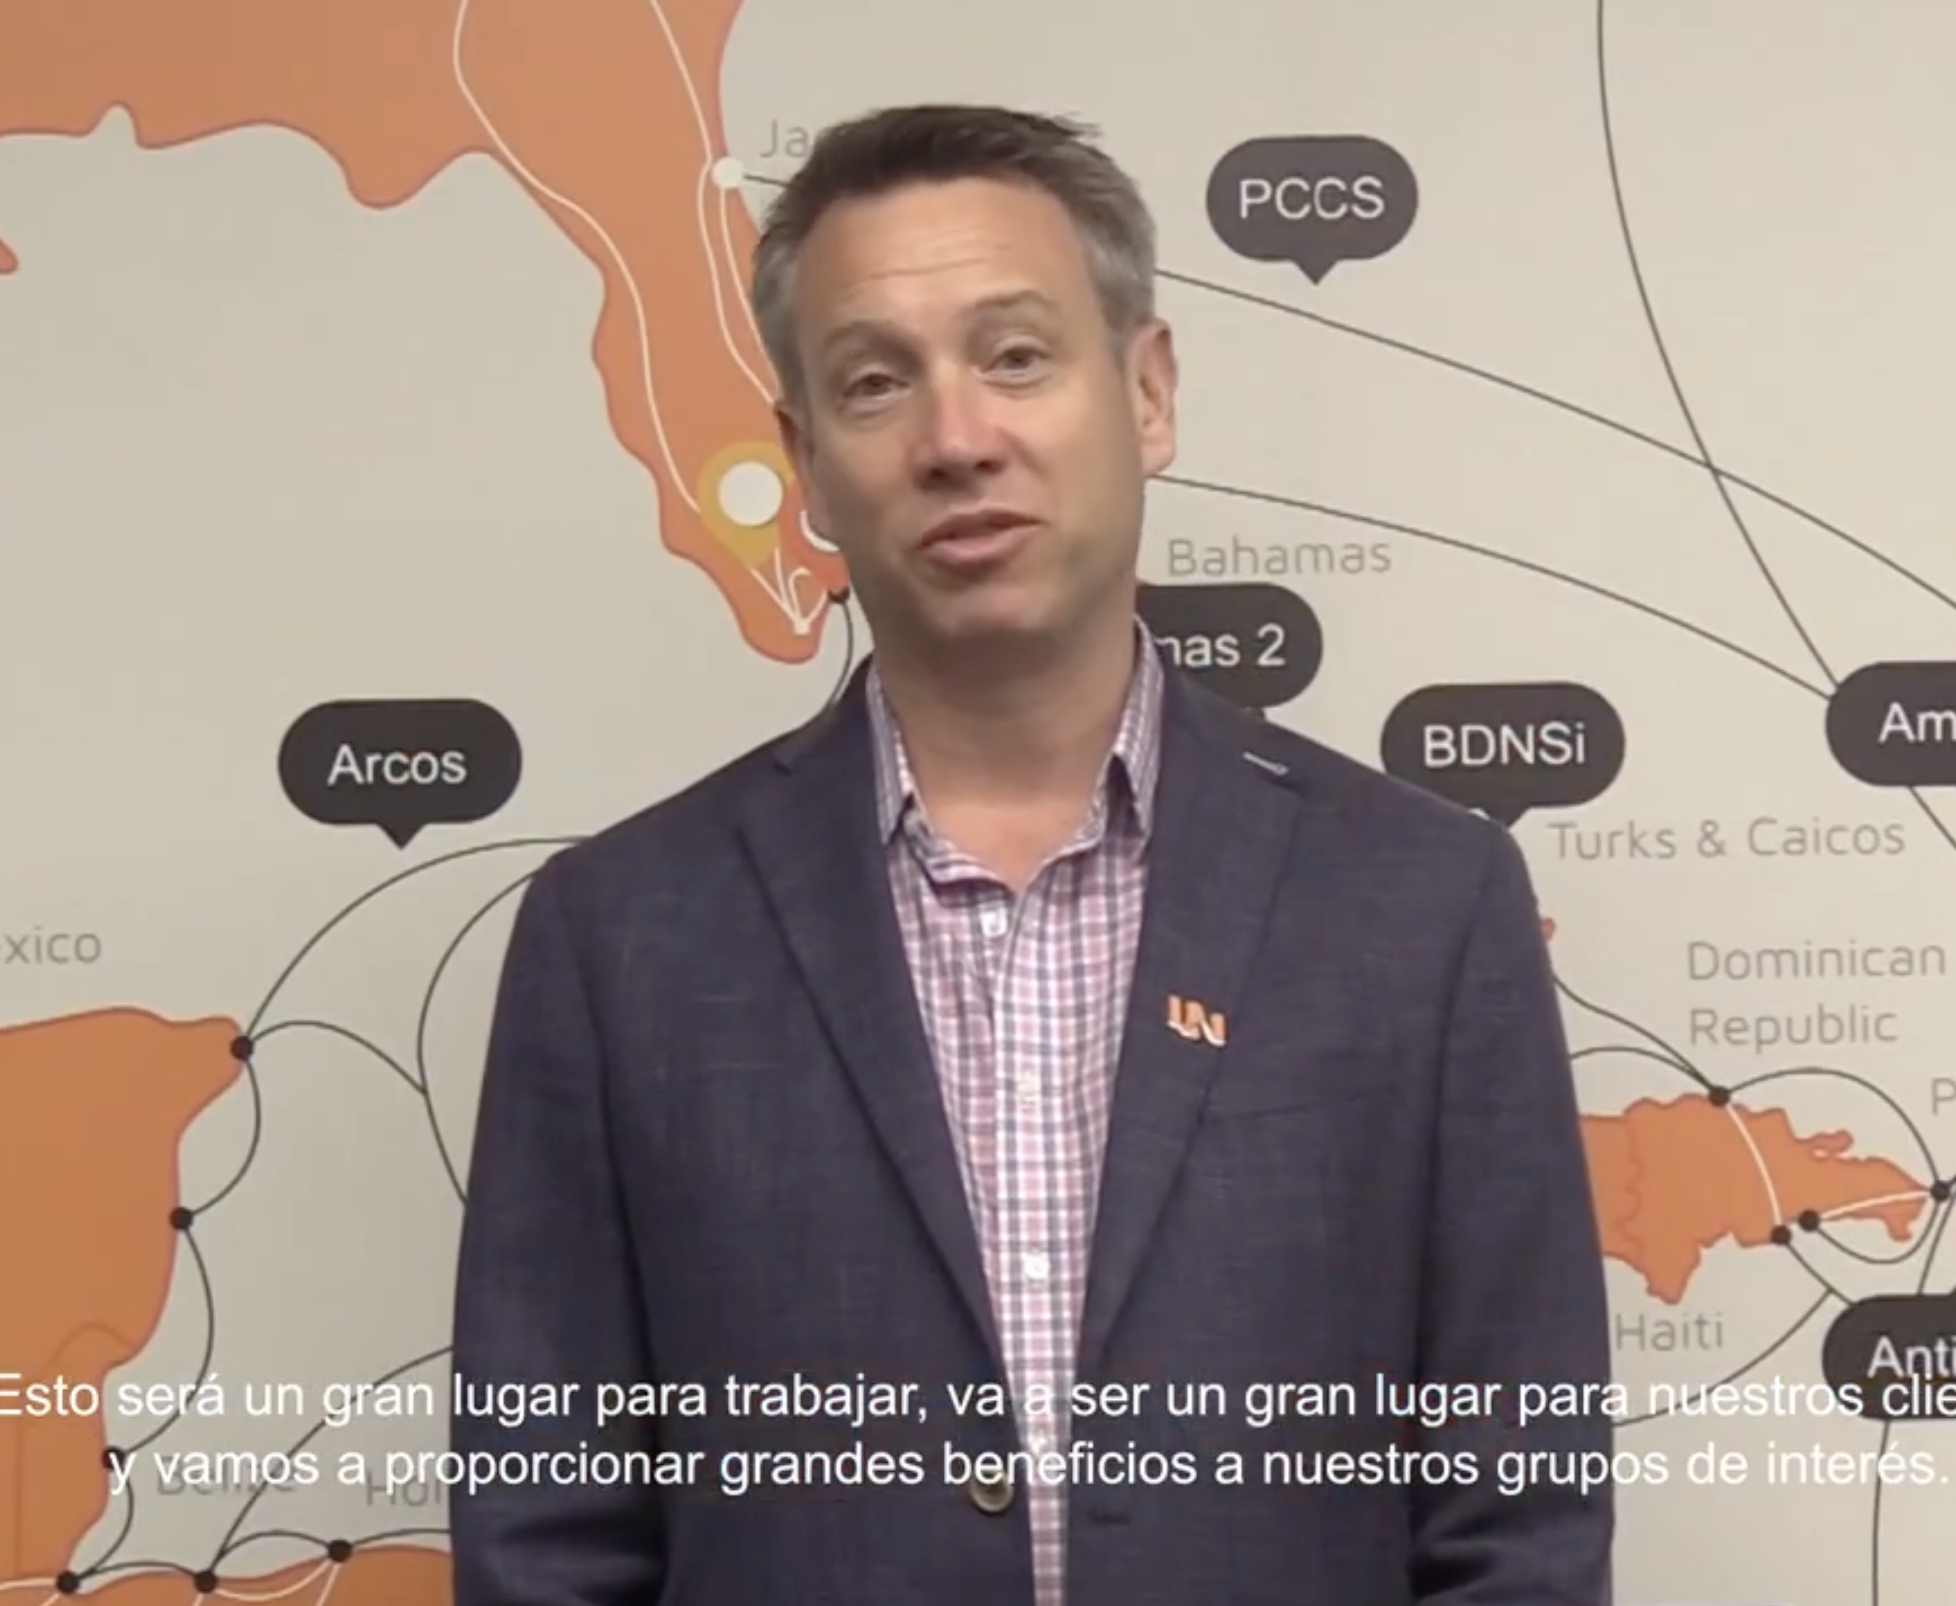 PCCS
Bahamas
2
BDNSi
Arcos
Turks & Caicos
Dominican
Republic
Haiti
Esto será un gran lugar para trabajar, va a ser un gran lugar para nuestros
y vamos a proporcionar grandes beneficios a nuestros grupos de interés.